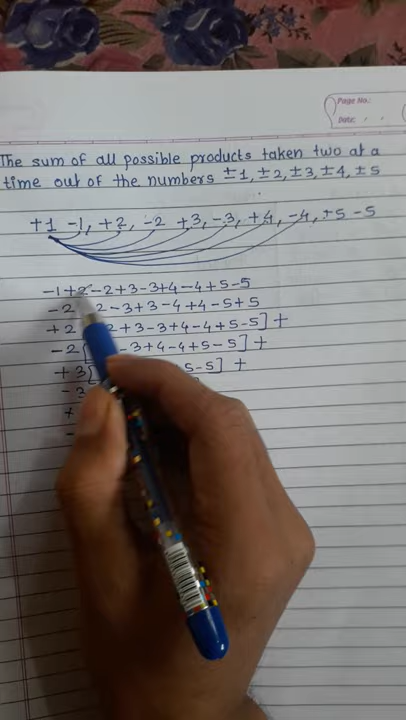 Page No.:
Date:
The sum of all possible products taken two at a
time out of the numbers ±1, ±2, ±3, ±4, ±5
+1 -1, +2, -2 +3, -3, +4, -4, +5 -5
-1+2-2+3-3+4-4+5-5
-2 2-3+3-4+4-5+5
+2 2+3-3+4-4+5-5]+
-2[ -3+4-4+5-5]+
+3[ 5-5] +
-3